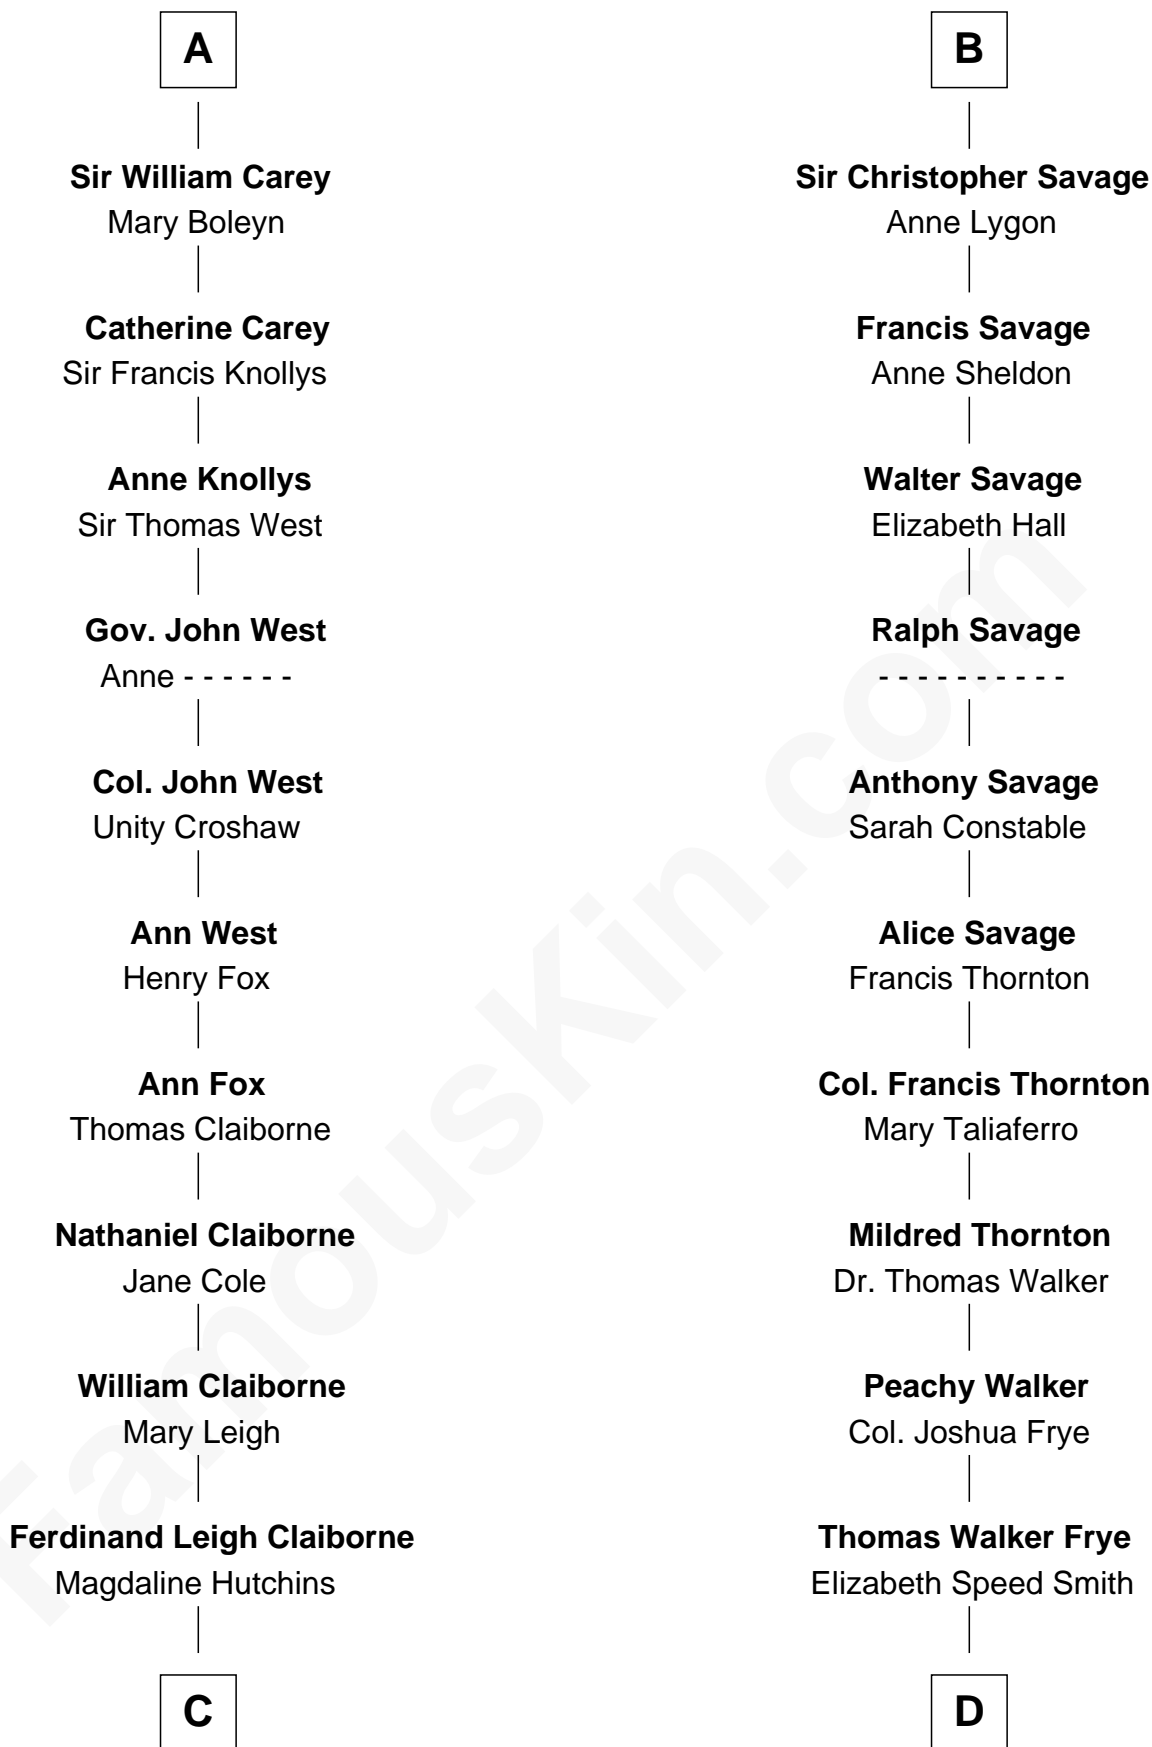 A
Sir William Carey
Mary Boleyn
Catherine Carey
Sir Francis Knollys
Anne Knollys
Sir Thomas West
Gov. John West
Anne - - - - - -
Col. John West
Unity Croshaw
Ann West
Henry Fox
Ann Fox
Thomas Claiborne
Nathaniel Claiborne
Jane Cole
William Claiborne
Mary Leigh
Ferdinand Leigh Claiborne
Magdaline Hutchins
C
B
Sir Christopher Savage
Anne Lygon
Francis Savage
Anne Sheldon
Walter Savage
Elizabeth Hall
Ralph Savage
- - - - - - - - - -
Anthony Savage
Sarah Constable
Alice Savage
Francis Thornton
Col. Francis Thornton
Mary Taliaferro
Mildred Thornton
Dr. Thomas Walker
Peachy Walker
Col. Joshua Frye
Thomas Walker Frye
Elizabeth Speed Smith
D
FamousKin.com